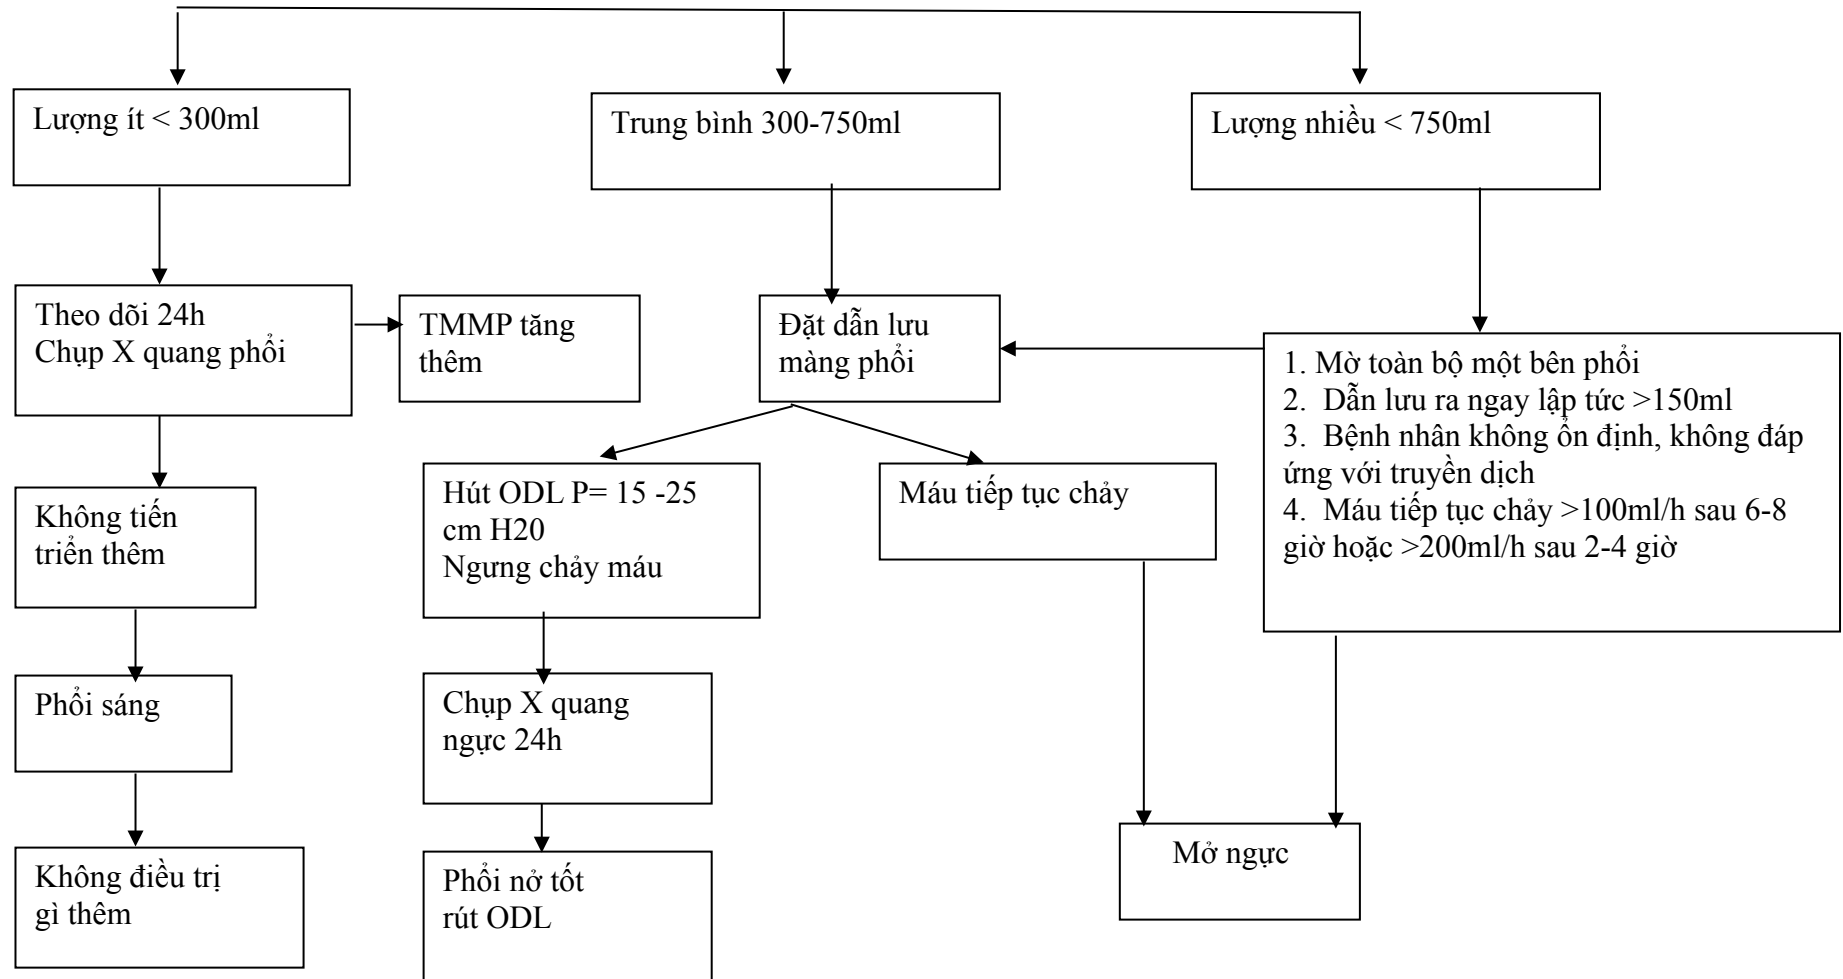 Lượng ít < 300ml
Trung bình 300-750ml
Lượng nhiều < 750ml
Theo dõi 24h
Chụp X quang phổi
TMMP tăng
thêm
Đặt dẫn lưu
màng phổi
1. Mờ toàn bộ một bên phổi
2. Dẫn lưu ra ngay lập tức >150ml
3. Bệnh nhân không ổn định, không đáp
ứng với truyền dịch
4. Máu tiếp tục chảy >100ml/h sau 6-8
giờ hoặc >200ml/h sau 2-4 giờ
Không tiến
triển thêm
Hút ODL P= 15 -25
cm H20
Ngưng chảy máu
Máu tiếp tục chảy
Phổi sáng
Chụp X quang
ngực 24h
Mở ngực
Không điều trị
gì thêm
Phổi nở tốt
rút ODL